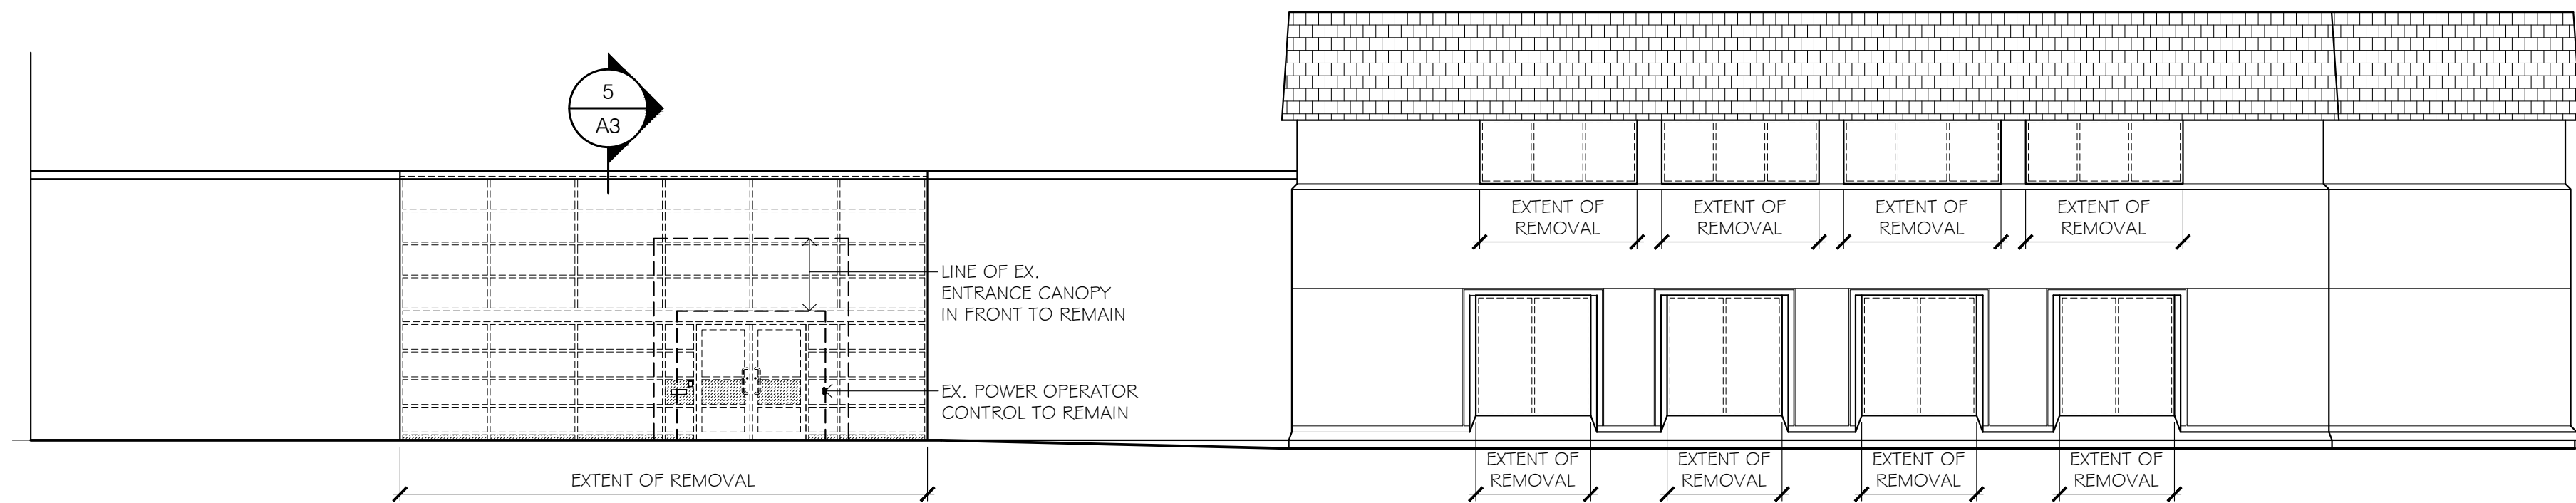 5
A3
EXTENT OF
REMOVAL
EXTENT OF
REMOVAL
EXTENT OF
REMOVAL
EXTENT OF
REMOVAL
LINE OF EX.
ENTRANCE CANOPY
IN FRONT TO REMAIN
EX. POWER OPERATOR
CONTROL TO REMAIN
EXTENT OF REMOVAL
EXTENT OF
REMOVAL
EXTENT OF
REMOVAL
EXTENT OF
REMOVAL
EXTENT OF
REMOVAL